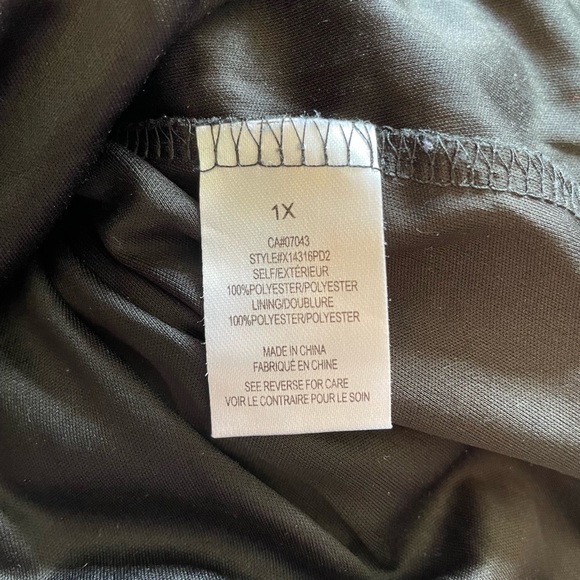 1X
CA#07043
STYLE#X14316PD2
SELF/EXTÉRIEUR
100%POLYESTER/POLYESTER
LINING/DOUBLURE
100%POLYESTER/POLYESTER
MADE IN CHINA
FABRIQUÉ EN CHINE
SEE REVERSE FOR CARE
VOIR LE CONTRAIRE POUR LE SOIN